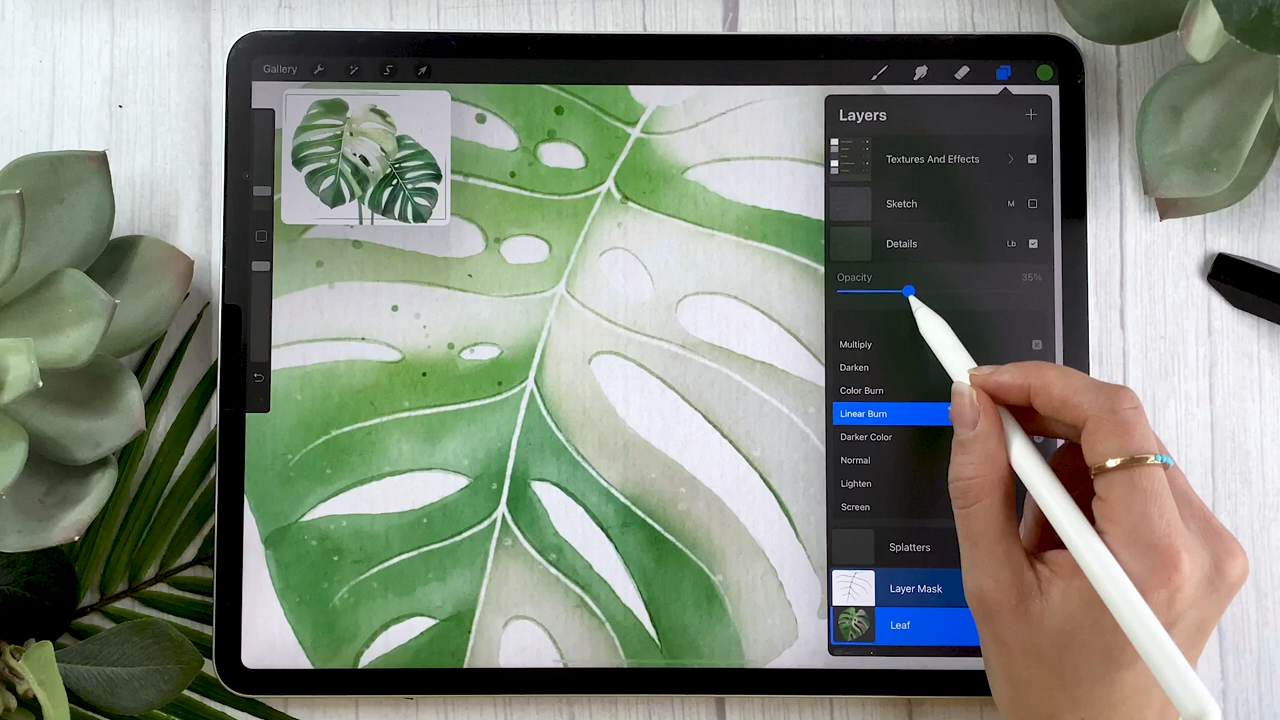 Gallery
Layers
Textures And Effects
Sketch M
Details Lb
Opacity 35%
Multiply
Darken
Color Burn
Linear Burn
Darker Color
Normal
Lighten
Screen
Splatters
Layer Mask
Leaf